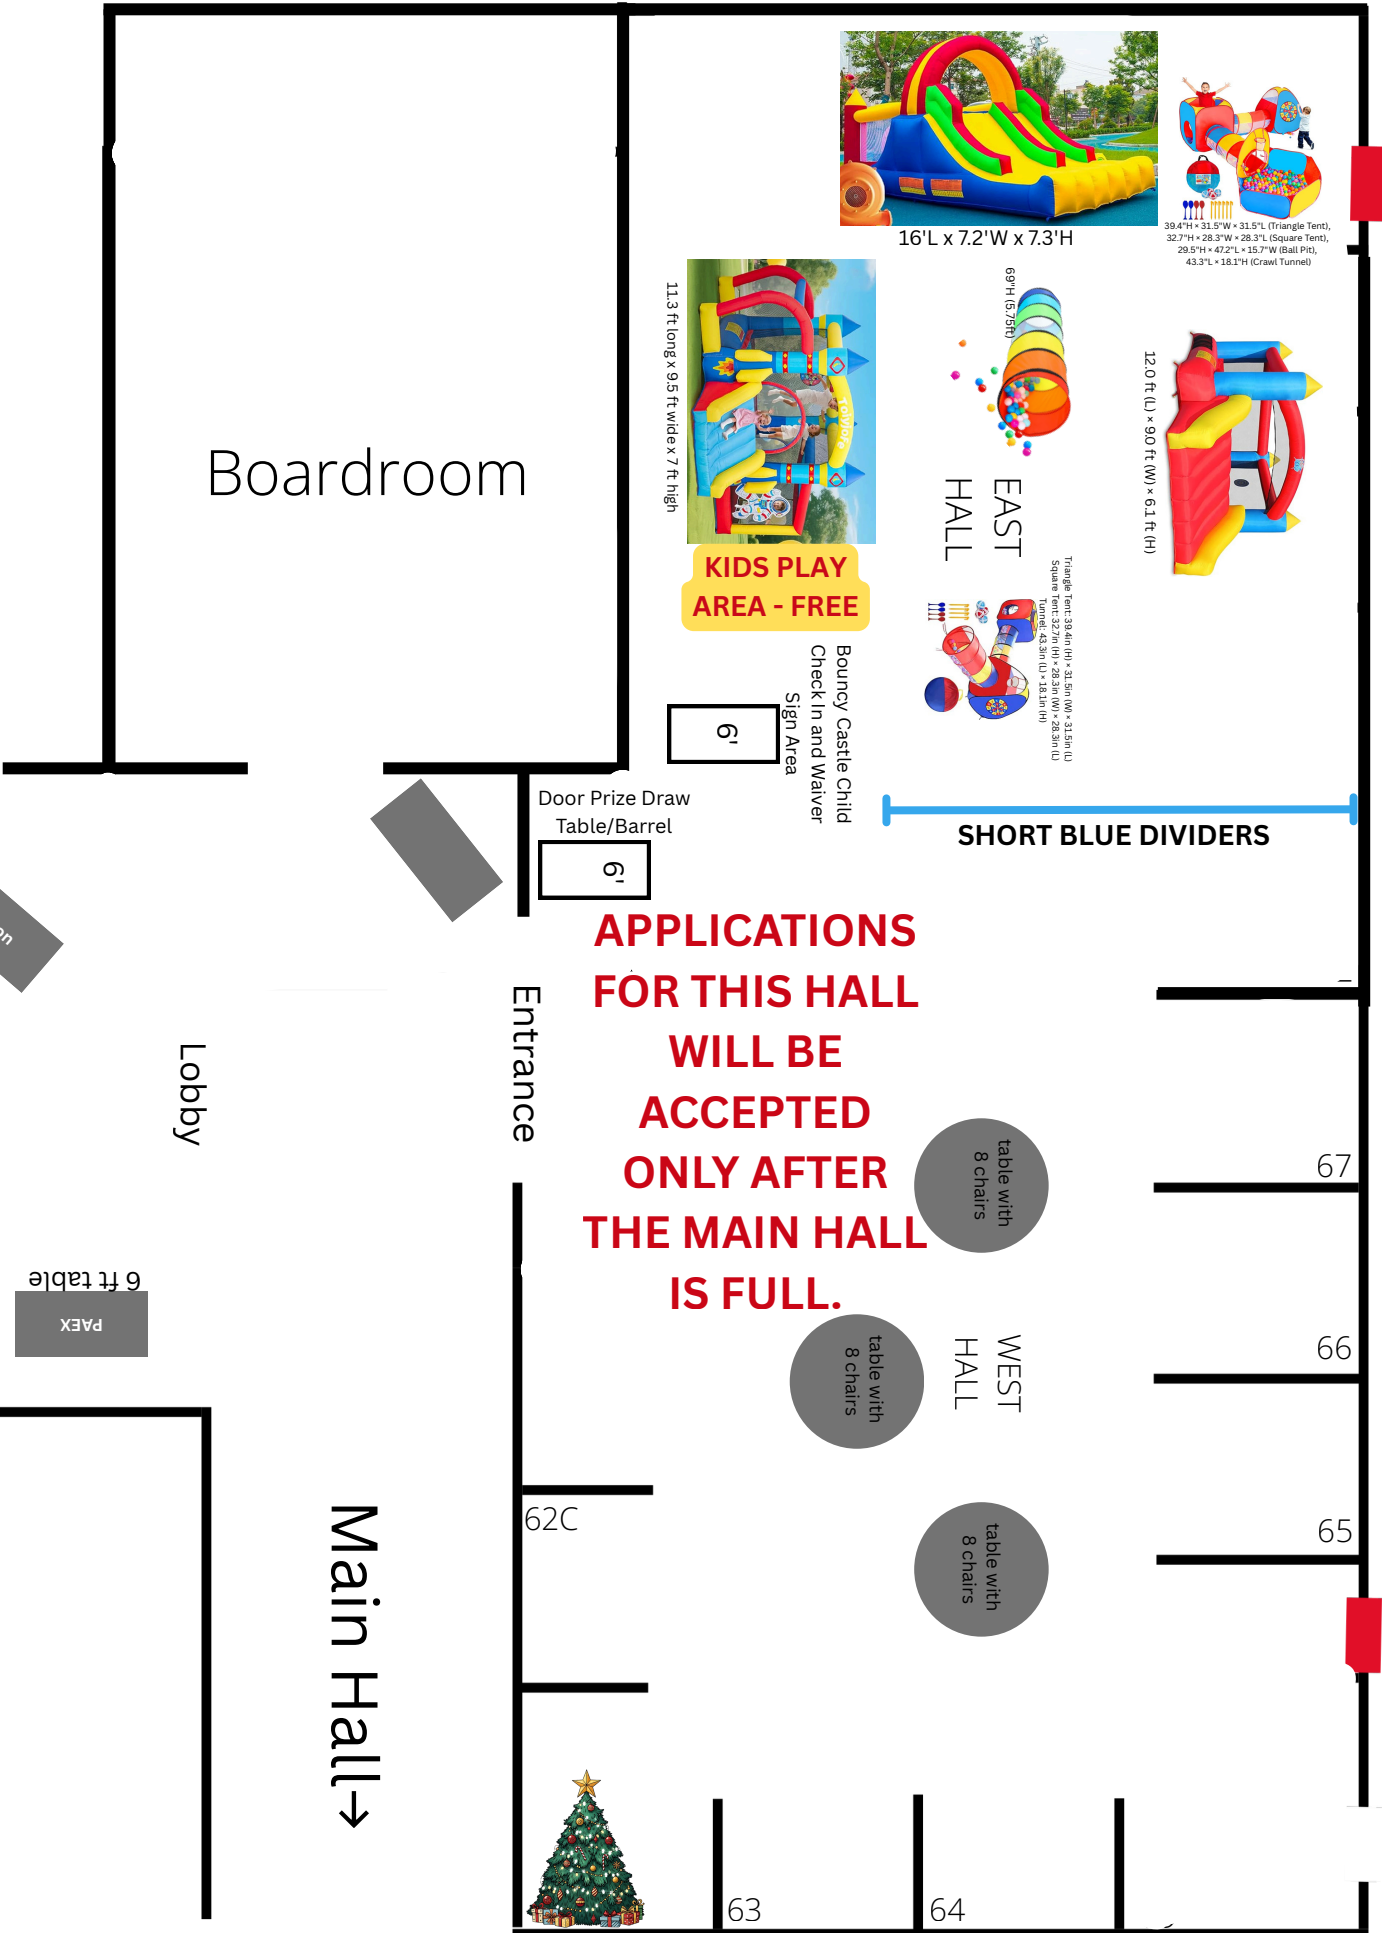 16'L x 7.2'W x 7.3'H
39.4"H × 31.5"W × 31.5"L (Triangle Tent),
32.7"H × 28.3"W × 28.3"L (Square Tent),
29.5"H × 47.2"L × 15.7"W (Ball Pit),
43.3"L × 18.1"H (Crawl Tunnel)
11.3 ft long x 9.5 ft wide x 7 ft high
69"H (5.75ft)
12.0 ft (L) × 9.0 ft (W) × 6.1 ft (H)
Boardroom
EAST
HALL
KIDS PLAY
AREA - FREE
Triangle Tent: 39.4in (H) × 31.5in (W) × 31.5in (L)
Square Tent: 32.7in (H) × 28.3in (W) × 28.3in (L)
Tunnel: 43.3in (L) × 18.1in (H)
Bouncy Castle Child
Check In and Waiver
Sign Area
6'
Door Prize Draw
Table/Barrel
6'
SHORT BLUE DIVIDERS
on
APPLICATIONS
FOR THIS HALL
WILL BE
ACCEPTED
ONLY AFTER
THE MAIN HALL
IS FULL.
Entrance
Lobby
table with
8 chairs
67
6 ft table
PAEX
table with
8 chairs
WEST
HALL
66
62C
table with
8 chairs
65
Main Hall→
63
64